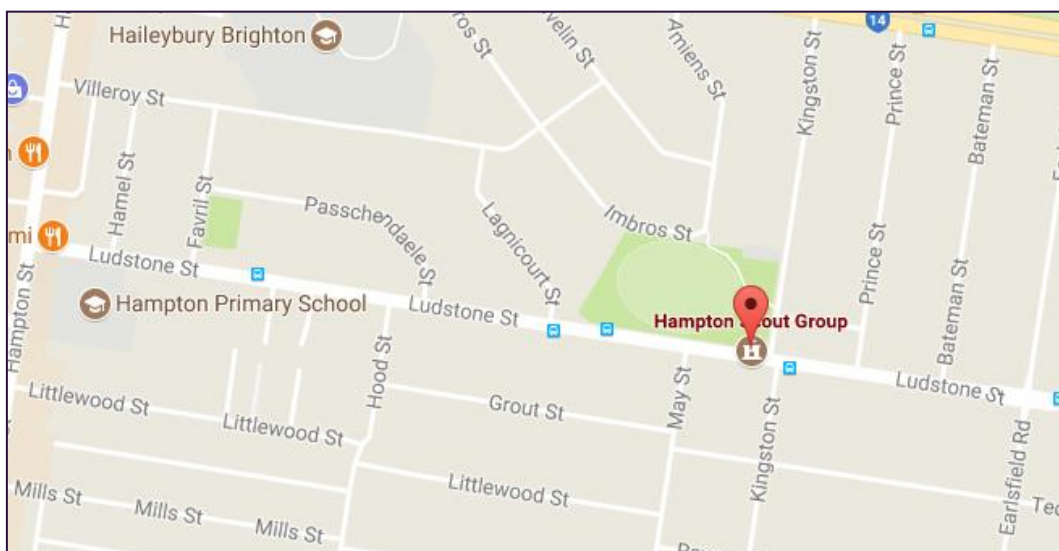 Haileybury Brighton
Villeroy St
Hamel St
Favril St
Passchendaele St
Lagnicourt St
Imbros St
Amiens St
14
Kingston St
Prince St
Bateman St
Ludstone St
Hampton Primary School
Ludstone St
Hampton Scout Group
H
Prince St
Bateman St
Ludstone St
Hampton St
Hood St
Grout St
May St
Kingston St
Earlsfield Rd
Littlewood St
Littlewood St
Littlewood St
Mills St
Mills St
Mills St